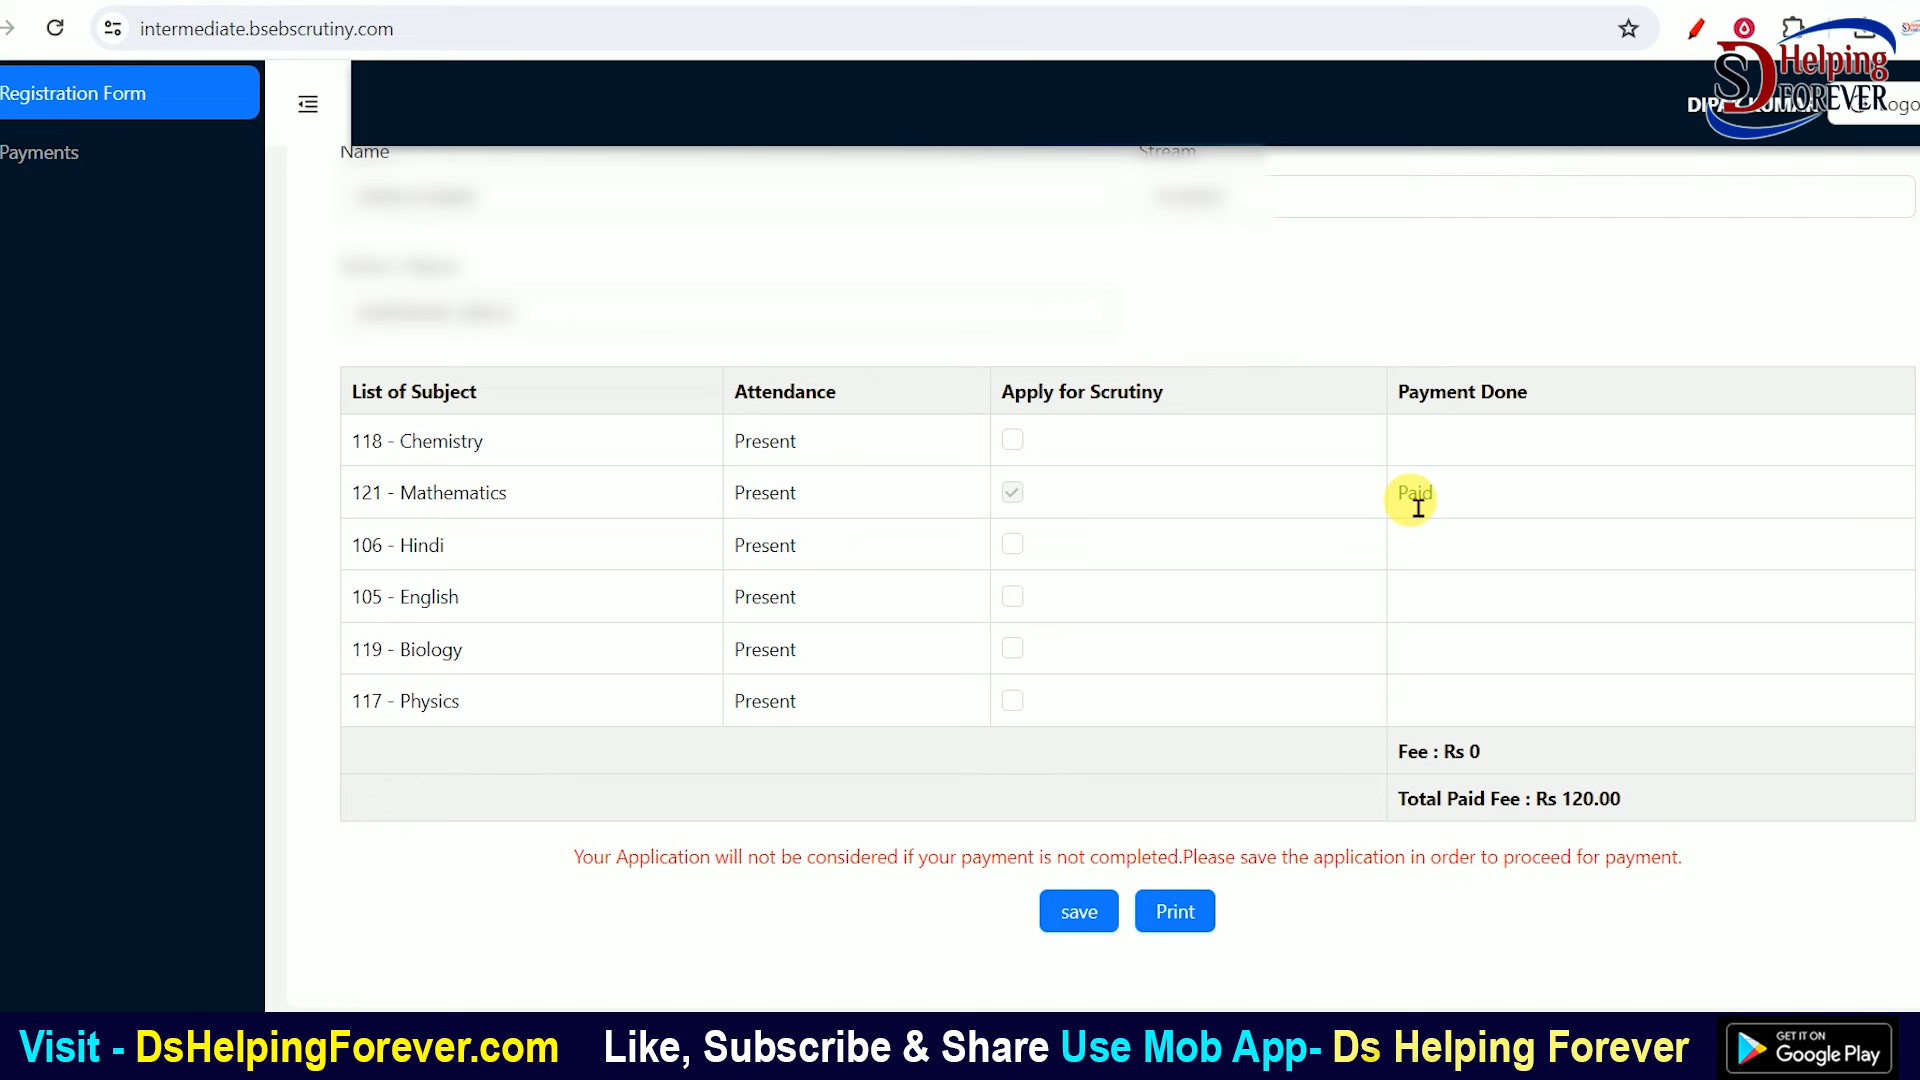 intermediate.bsebscrutiny.com
Helping
SD
FOREVER
Registration Form
Payments
Name
Stream
List of Subject Attendance Apply for Scrutiny Payment Done
118 - Chemistry Present
121 - Mathematics Present Paid
106 - Hindi Present
105 - English Present
119 - Biology Present
117 - Physics Present
Fee : Rs 0
Total Paid Fee : Rs 120.00
Your Application will not be considered if your payment is not completed.Please save the application in order to proceed for payment.
save Print
Visit - DsHelpingForever.com Like, Subscribe & Share Use Mob App- Ds Helping Forever
GET IT ON
Google Play